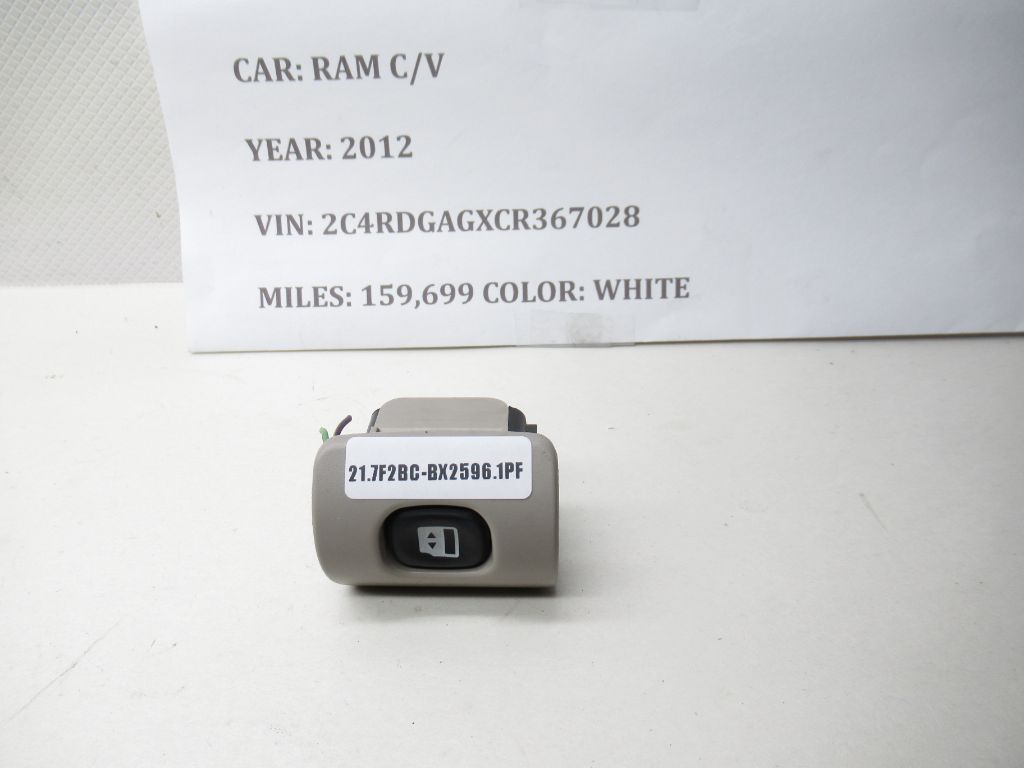 CAR: RAM C/V
YEAR: 2012
VIN: 2C4RDGAGXCR367028
MILES: 159,699 COLOR: WHITE
21.7F2BC-BX2596.1PF